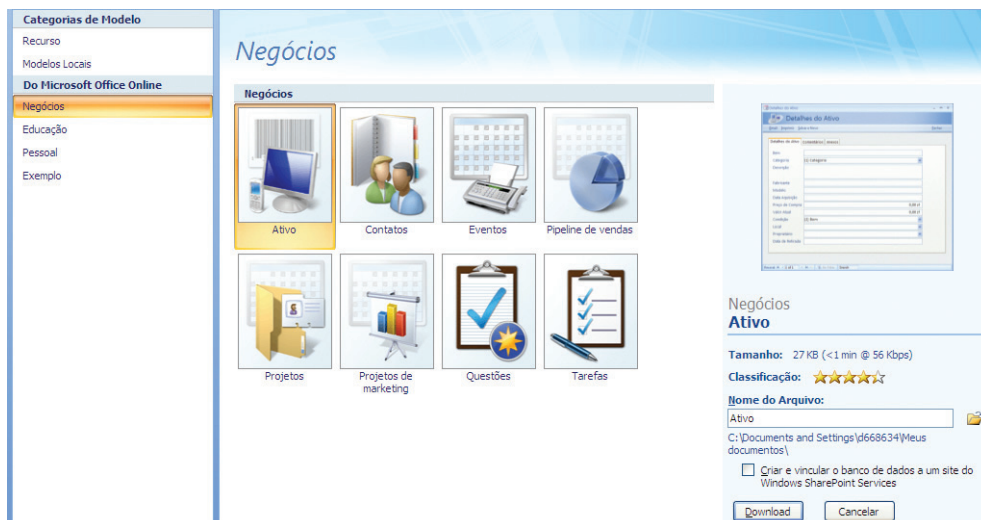 Categorias de Modelo
Recurso
Modelos Locais
Do Microsoft Office Online
Negócios
Educação
Pessoal
Exemplo
Negócios
Negócios
Ativo
Contatos
Eventos
Pipeline de vendas
Projetos
Projetos de
marketing
Questões
Tarefas
Detalhes do Ativo
Negócios
Ativo
Tamanho: 27 KB (<1 min @ 56 Kbps)
Classificação:
Nome do Arquivo:
Ativo
C:\Documents and Settings\d668634\Meus
documentos\
Criar e vincular o banco de dados a um site do
Windows SharePoint Services
Download
Cancelar